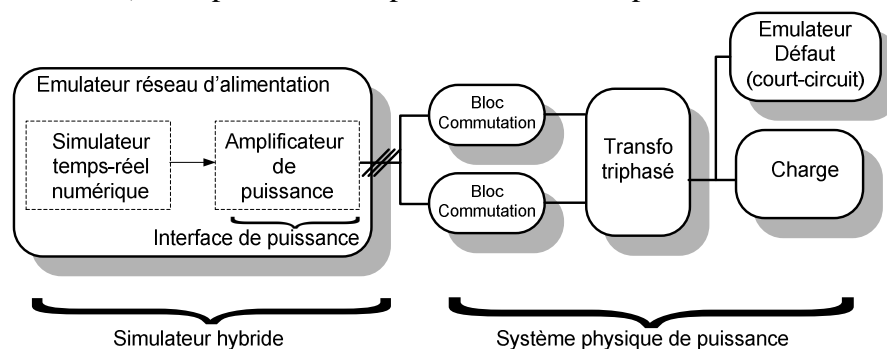 Emulateur réseau d'alimentation
Simulateur
temps-réel
numérique
Amplificateur
de
puissance
Interface de puissance
Bloc
Commutation
Bloc
Commutation
Transfo
triphasé
Emulateur
Défaut
(court-circuit)
Charge
Simulateur hybride
Système physique de puissance